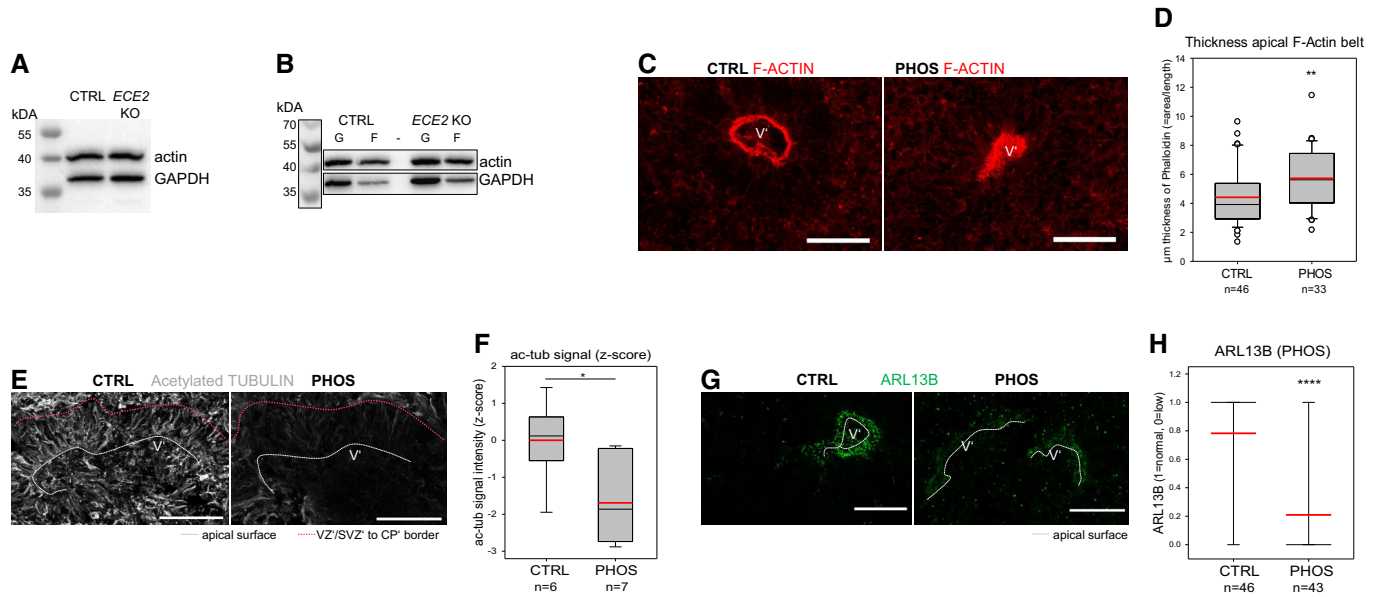 A
CTRL ECE2
KO
kDA
55
40
35
actin
GAPDH
B
kDA
70
55
40
35
CTRL ECE2 KO
G F - G F
actin
GAPDH
C
CTRL F-ACTIN PHOS F-ACTIN
V'
V'
D
Thickness apical F-Actin belt
µm thickness of Phalloidin (=area/length)
14
12
10
8
6
4
2
0
**
CTRL PHOS
n=46 n=33
E
CTRL Acetylated TUBULIN PHOS
V'
V'
apical surface VZ'/SVZ' to CP' border
F
ac-tub signal (z-score)
ac-tub signal intensity (z-score)
2
1
0
-1
-2
-3
*
CTRL PHOS
n=6 n=7
G
CTRL ARL13B PHOS
V'
V'
V'
apical surface
H
ARL13B (PHOS)
ARL13B (1=normal, 0=low)
1.2
1.0
0.8
0.6
0.4
0.2
0.0
****
CTRL PHOS
n=46 n=43